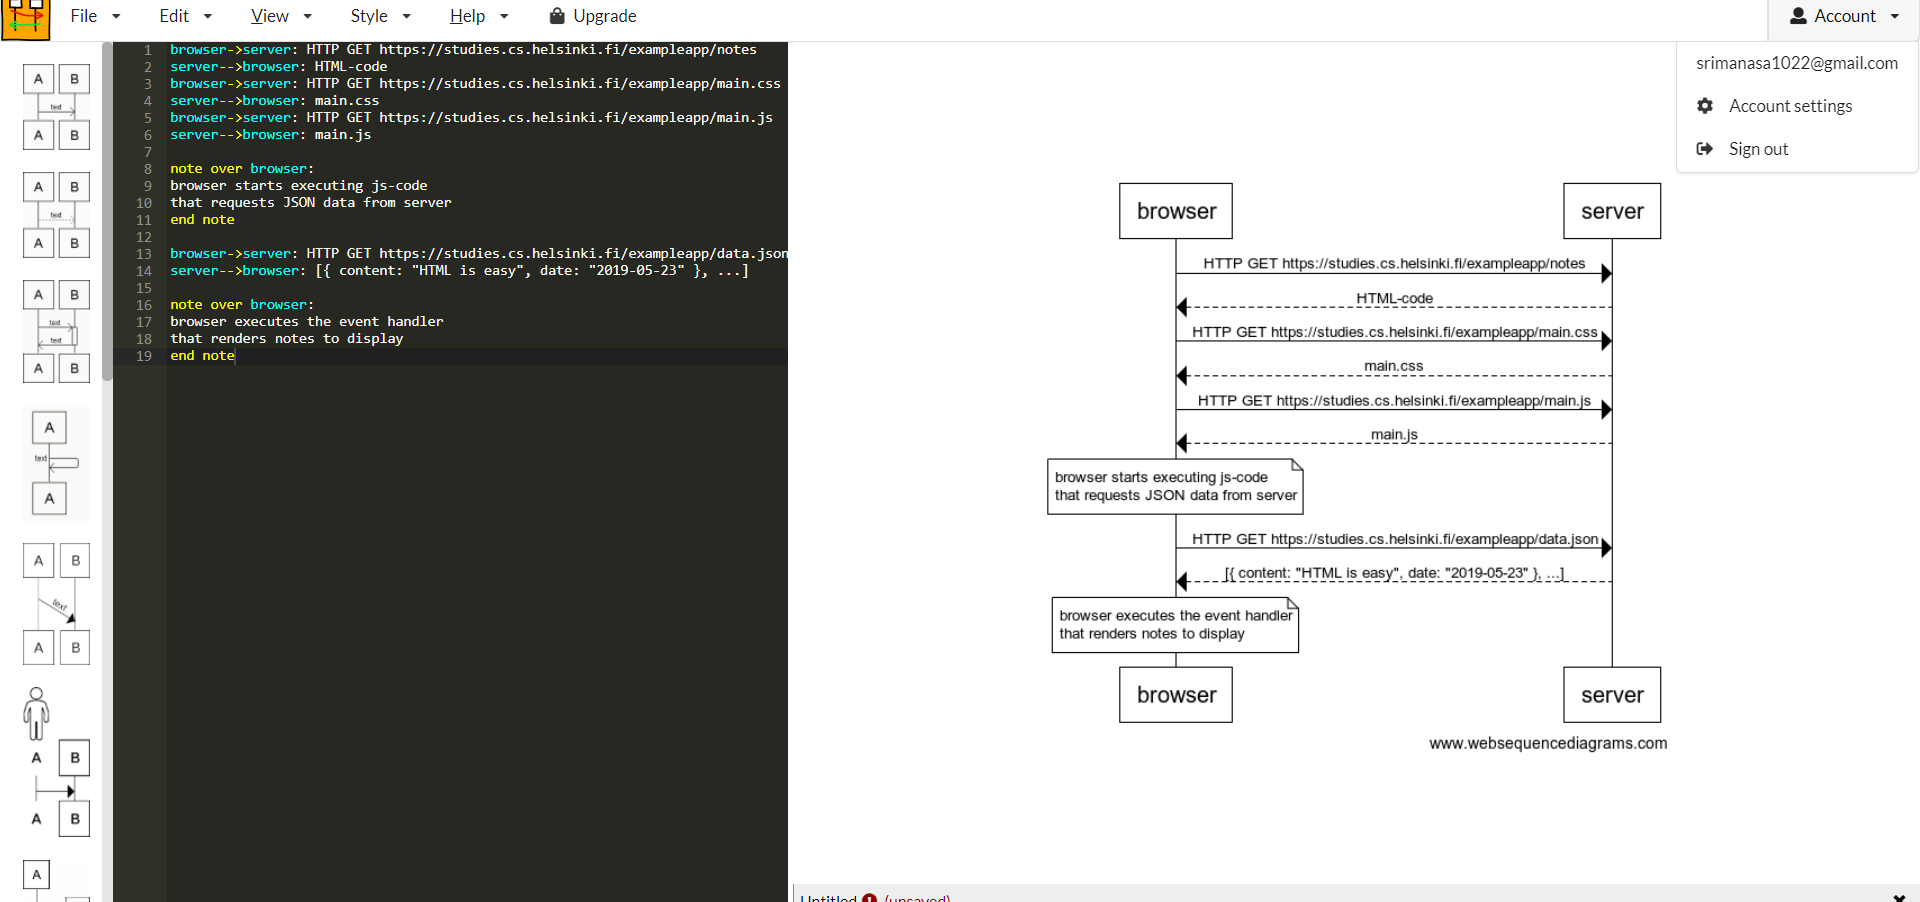 File Edit View Style Help Upgrade Account
srimanasa1022@gmail.com
Account settings
Sign out
A B
text
A B
A B
text
A B
A B
text
text
A B
A
text
A
A B
text
A B
A B
A B
A
1 browser->server: HTTP GET https://studies.cs.helsinki.fi/exampleapp/notes
2 server-->browser: HTML-code
3 browser->server: HTTP GET https://studies.cs.helsinki.fi/exampleapp/main.css
4 server-->browser: main.css
5 browser->server: HTTP GET https://studies.cs.helsinki.fi/exampleapp/main.js
6 server-->browser: main.js
7
8 note over browser:
9 browser starts executing js-code
10 that requests JSON data from server
11 end note
12
13 browser->server: HTTP GET https://studies.cs.helsinki.fi/exampleapp/data.json
14 server-->browser: [{ content: "HTML is easy", date: "2019-05-23" }, ...]
15
16 note over browser:
17 browser executes the event handler
18 that renders notes to display
19 end note
browser server
HTTP GET https://studies.cs.helsinki.fi/exampleapp/notes
HTML-code
HTTP GET https://studies.cs.helsinki.fi/exampleapp/main.css
main.css
HTTP GET https://studies.cs.helsinki.fi/exampleapp/main.js
main.js
browser starts executing js-code
that requests JSON data from server
HTTP GET https://studies.cs.helsinki.fi/exampleapp/data.json
[{ content: "HTML is easy", date: "2019-05-23" }, ...]
browser executes the event handler
that renders notes to display
browser server
www.websequencediagrams.com
Untitled (unsaved)